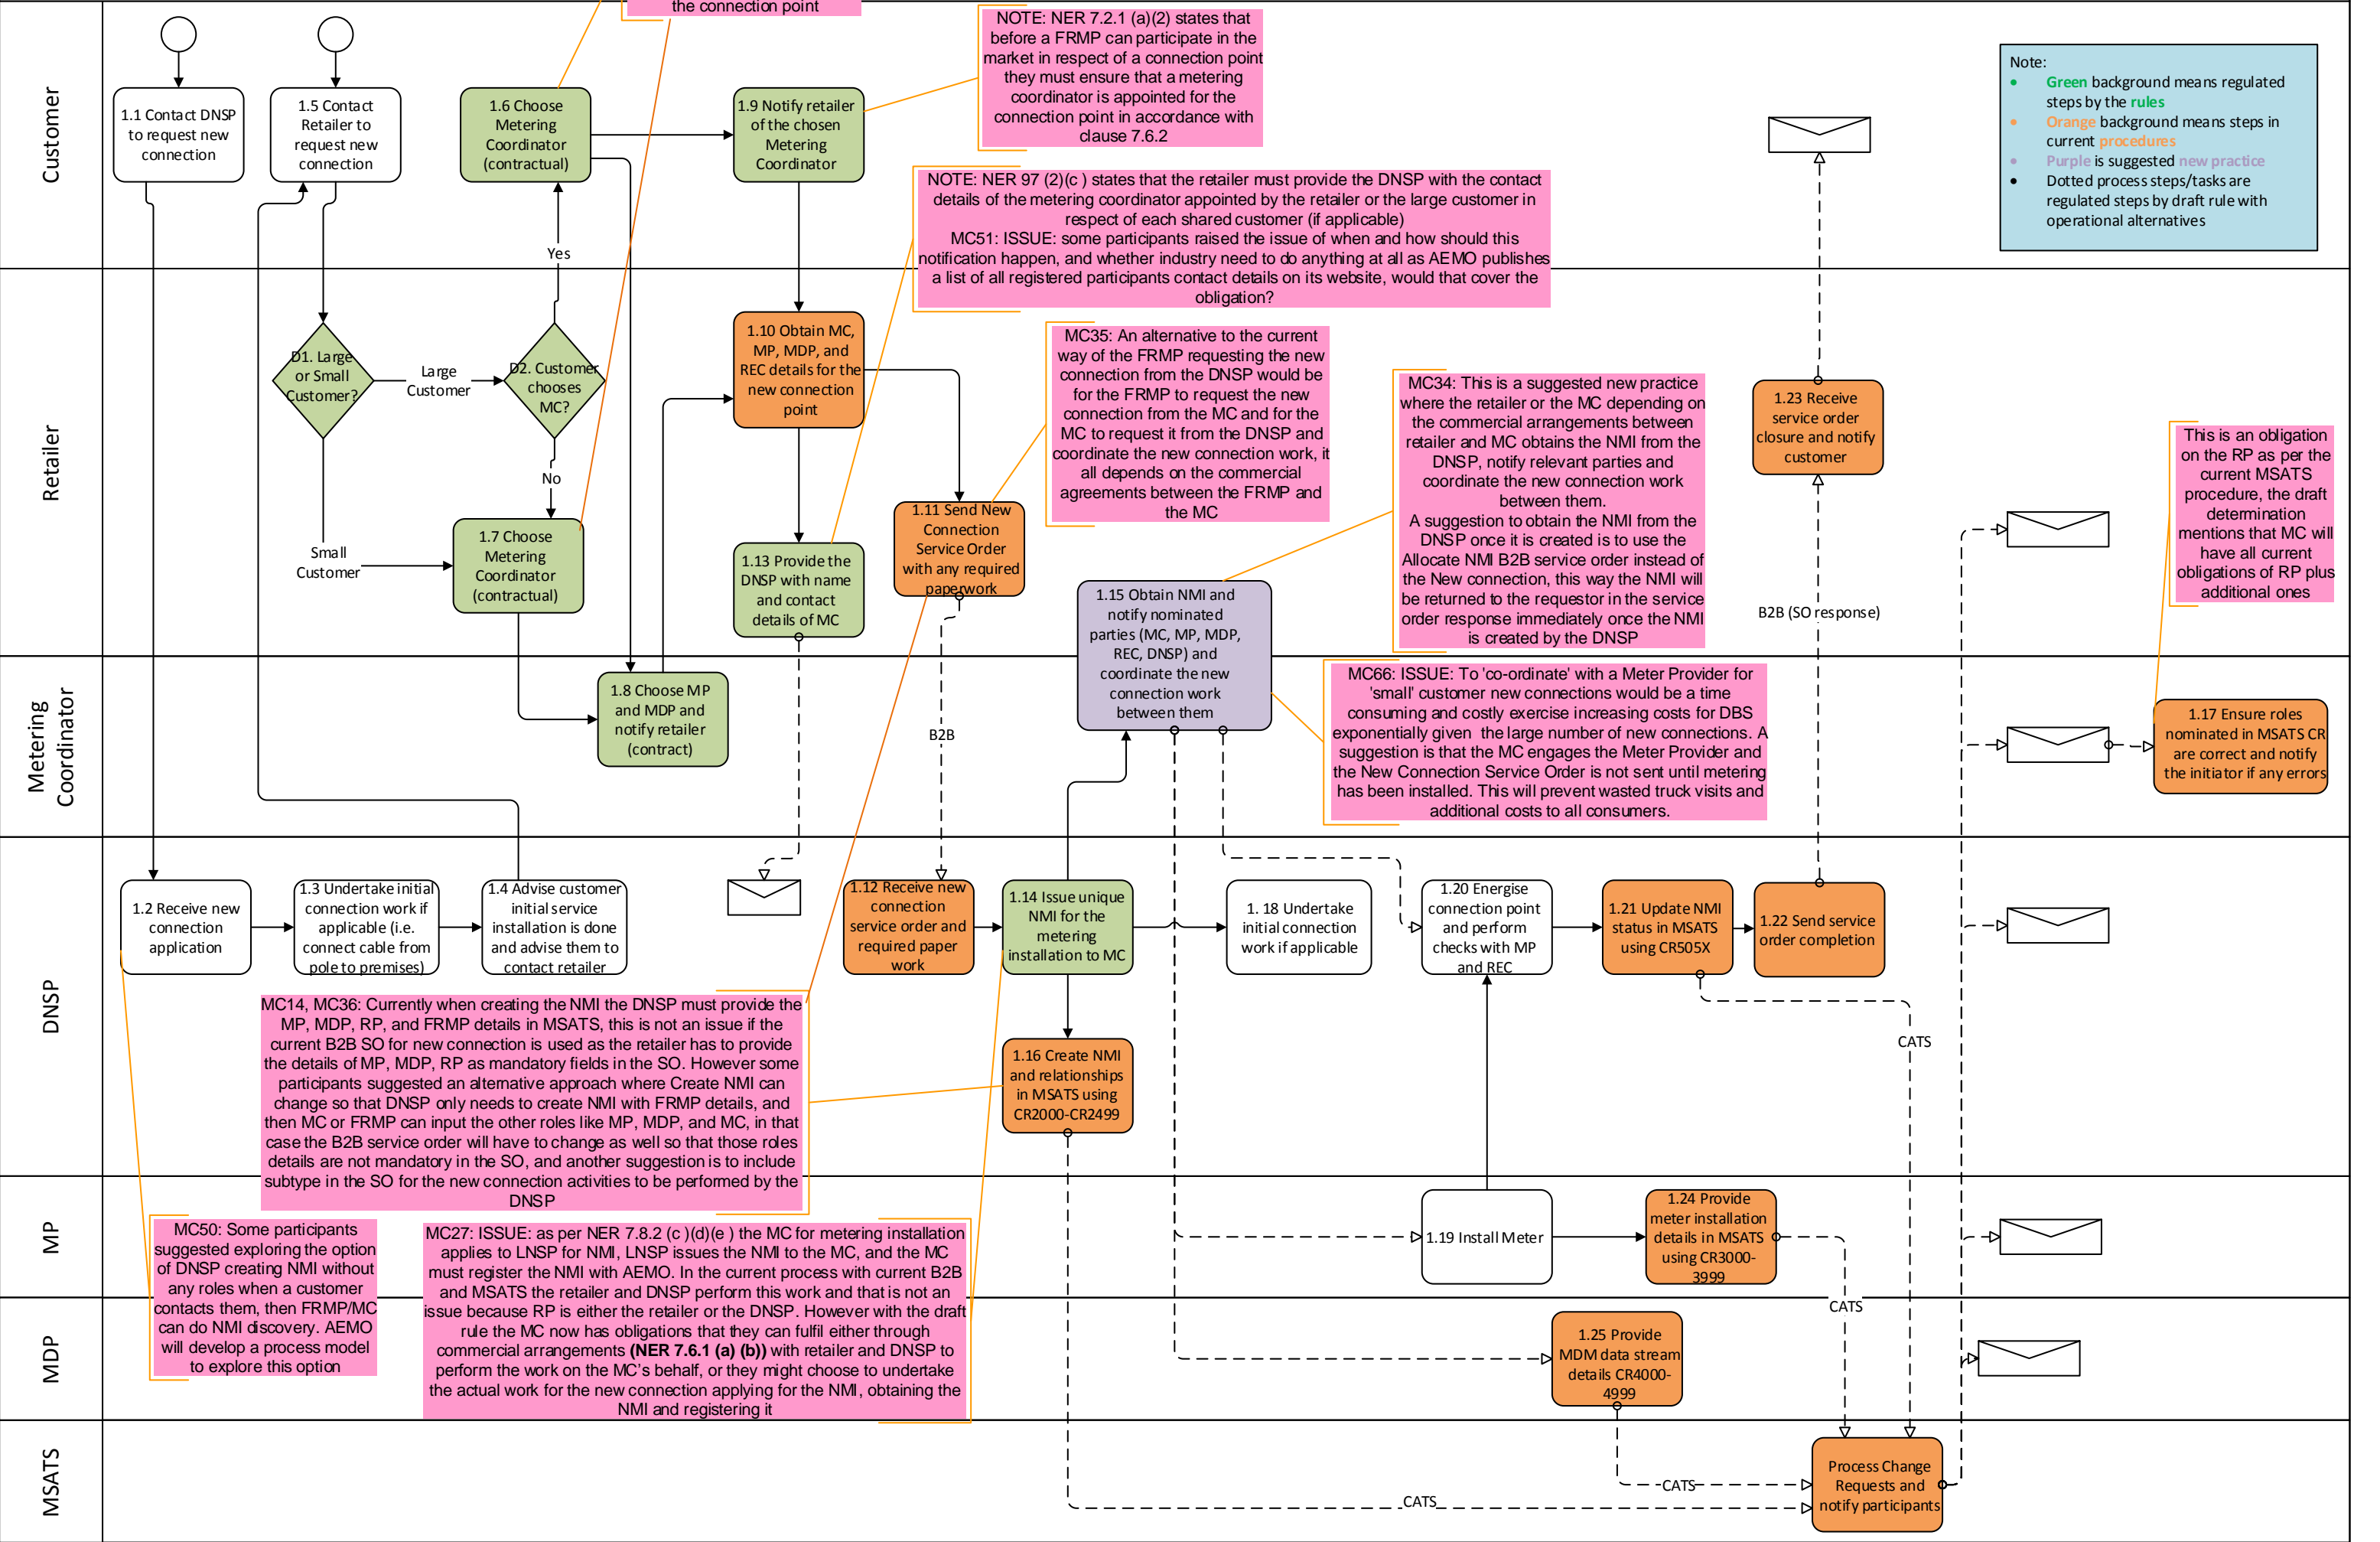 the connection point
Customer
1.1 Contact DNSP
to request new
connection
1.5 Contact
Retailer to
request new
connection
1.6 Choose
Metering
Coordinator
(contractual)
1.9 Notify retailer
of the chosen
Metering
Coordinator
NOTE: NER 7.2.1 (a)(2) states that
before a FRMP can participate in the
market in respect of a connection point
they must ensure that a metering
coordinator is appointed for the
connection point in accordance with
clause 7.6.2
Note:
• Green background means regulated
steps by the rules
• Orange background means steps in
current procedures
• Purple is suggested new practice
• Dotted process steps/tasks are
regulated steps by draft rule with
operational alternatives
NOTE: NER 97 (2)(c ) states that the retailer must provide the DNSP with the contact
details of the metering coordinator appointed by the retailer or the large customer in
respect of each shared customer (if applicable)
MC51: ISSUE: some participants raised the issue of when and how should this
notification happen, and whether industry need to do anything at all as AEMO publishes
a list of all registered participants contact details on its website, would that cover the
obligation?
Yes
Retailer
D1. Large
or Small
Customer?
Large
Customer
D2. Customer
chooses
MC?
No
Small
Customer
1.7 Choose
Metering
Coordinator
(contractual)
1.10 Obtain MC,
MP, MDP, and
REC details for the
new connection
point
1.13 Provide the
DNSP with name
and contact
details of MC
1.11 Send New
Connection
Service Order
with any required
paperwork
MC35: An alternative to the current
way of the FRMP requesting the new
connection from the DNSP would be
for the FRMP to request the new
connection from the MC and for the
MC to request it from the DNSP and
coordinate the new connection work, it
all depends on the commercial
agreements between the FRMP and
the MC
MC34: This is a suggested new practice
where the retailer or the MC depending on
the commercial arrangements between
retailer and MC obtains the NMI from the
DNSP, notify relevant parties and
coordinate the new connection work
between them.
A suggestion to obtain the NMI from the
DNSP once it is created is to use the
Allocate NMI B2B service order instead of
the New connection, this way the NMI will
be returned to the requestor in the service
order response immediately once the NMI
is created by the DNSP
1.23 Receive
service order
closure and notify
customer
B2B (SO response)
This is an obligation
on the RP as per the
current MSATS
procedure, the draft
determination
mentions that MC will
have all current
obligations of RP plus
additional ones
1.15 Obtain NMI and
notify nominated
parties (MC, MP, MDP,
REC, DNSP) and
coordinate the new
connection work
between them
Metering
Coordinator
1.8 Choose MP
and MDP and
notify retailer
(contract)
B2B
MC66: ISSUE: To 'co-ordinate' with a Meter Provider for
'small' customer new connections would be a time
consuming and costly exercise increasing costs for DBS
exponentially given the large number of new connections. A
suggestion is that the MC engages the Meter Provider and
the New Connection Service Order is not sent until metering
has been installed. This will prevent wasted truck visits and
additional costs to all consumers.
1.17 Ensure roles
nominated in MSATS CR
are correct and notify
the initiator if any errors
DNSP
1.2 Receive new
connection
application
1.3 Undertake initial
connection work if
applicable (i.e.
connect cable from
pole to premises)
1.4 Advise customer
initial service
installation is done
and advise them to
contact retailer
1.12 Receive new
connection
service order and
required paper
work
1.14 Issue unique
NMI for the
metering
installation to MC
1. 18 Undertake
initial connection
work if applicable
1.20 Energise
connection point
and perform
checks with MP
and REC
1.21 Update NMI
status in MSATS
using CR505X
1.22 Send service
order completion
MC14, MC36: Currently when creating the NMI the DNSP must provide the
MP, MDP, RP, and FRMP details in MSATS, this is not an issue if the
current B2B SO for new connection is used as the retailer has to provide
the details of MP, MDP, RP as mandatory fields in the SO. However some
participants suggested an alternative approach where Create NMI can
change so that DNSP only needs to create NMI with FRMP details, and
then MC or FRMP can input the other roles like MP, MDP, and MC, in that
case the B2B service order will have to change as well so that those roles
details are not mandatory in the SO, and another suggestion is to include
subtype in the SO for the new connection activities to be performed by the
DNSP
1.16 Create NMI
and relationships
in MSATS using
CR2000-CR2499
CATS
MP
MC50: Some participants
suggested exploring the option
of DNSP creating NMI without
any roles when a customer
contacts them, then FRMP/MC
can do NMI discovery. AEMO
will develop a process model
to explore this option
MC27: ISSUE: as per NER 7.8.2 (c )(d)(e ) the MC for metering installation
applies to LNSP for NMI, LNSP issues the NMI to the MC, and the MC
must register the NMI with AEMO. In the current process with current B2B
and MSATS the retailer and DNSP perform this work and that is not an
issue because RP is either the retailer or the DNSP. However with the draft
rule the MC now has obligations that they can fulfil either through
commercial arrangements (NER 7.6.1 (a) (b)) with retailer and DNSP to
perform the work on the MC's behalf, or they might choose to undertake
the actual work for the new connection applying for the NMI, obtaining the
NMI and registering it
1.19 Install Meter
1.24 Provide
meter installation
details in MSATS
using CR3000-
3999
CATS
MDP
1.25 Provide
MDM data stream
details CR4000-
4999
MSATS
CATS
CATS
Process Change
Requests and
notify participants